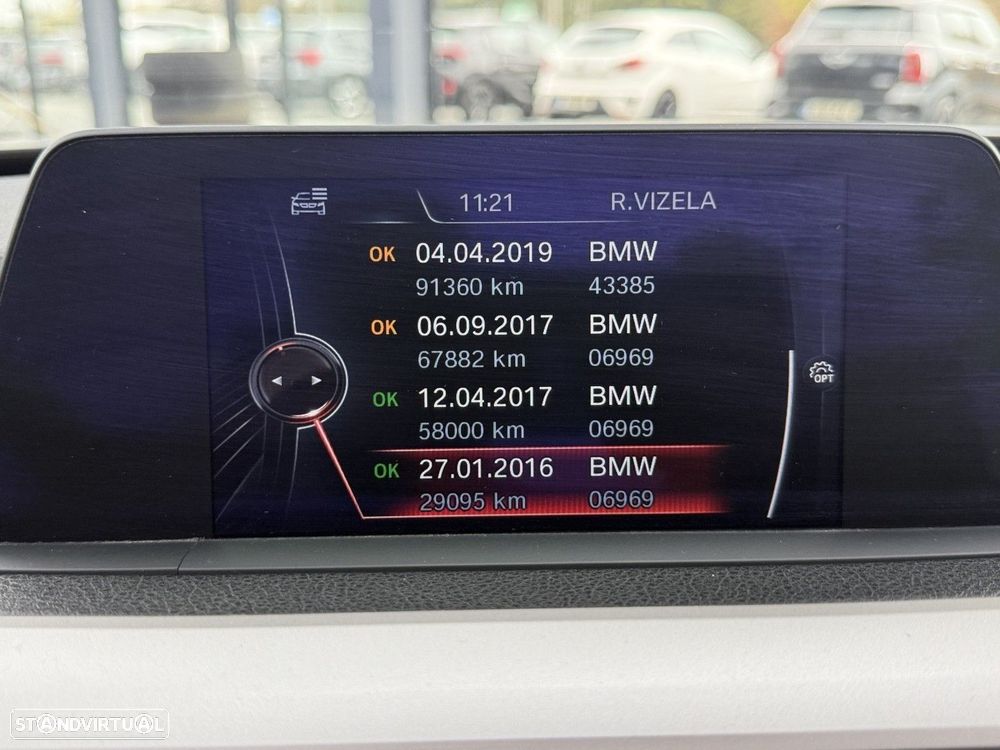 11:21 R.VIZELA
OK 04.04.2019 BMW
91360 km 43385
OK 06.09.2017 BMW
67882 km 06969
OPT
OK 12.04.2017 BMW
58000 km 06969
OK 27.01.2016 BMW
29095 km 06969
STANDVIRTUAL